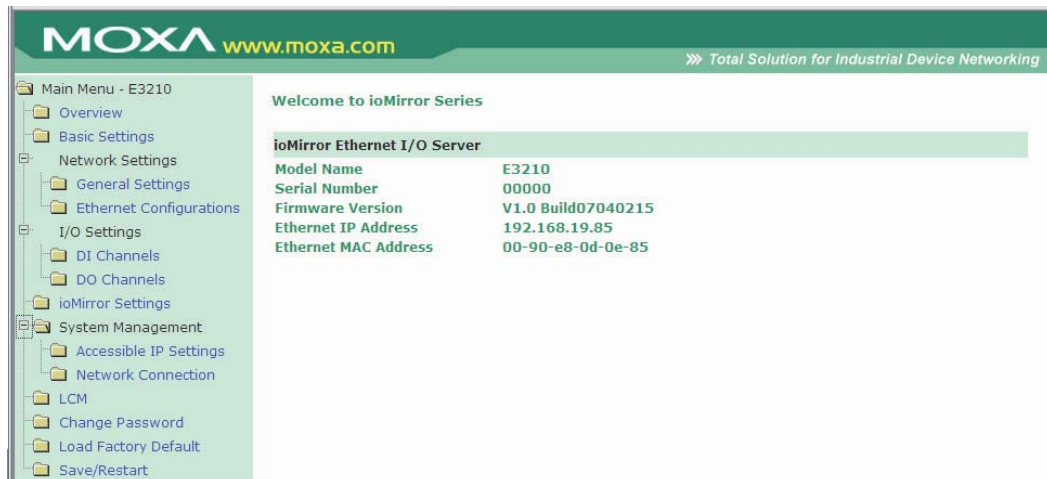 MOXA www.moxa.com
Total Solution for Industrial Device Networking
Main Menu - E3210
Overview
Basic Settings
Network Settings
General Settings
Ethernet Configurations
I/O Settings
DI Channels
DO Channels
ioMirror Settings
System Management
Accessible IP Settings
Network Connection
LCM
Change Password
Load Factory Default
Save/Restart
Welcome to ioMirror Series
ioMirror Ethernet I/O Server
Model Name E3210
Serial Number 00000
Firmware Version V1.0 Build07040215
Ethernet IP Address 192.168.19.85
Ethernet MAC Address 00-90-e8-0d-0e-85